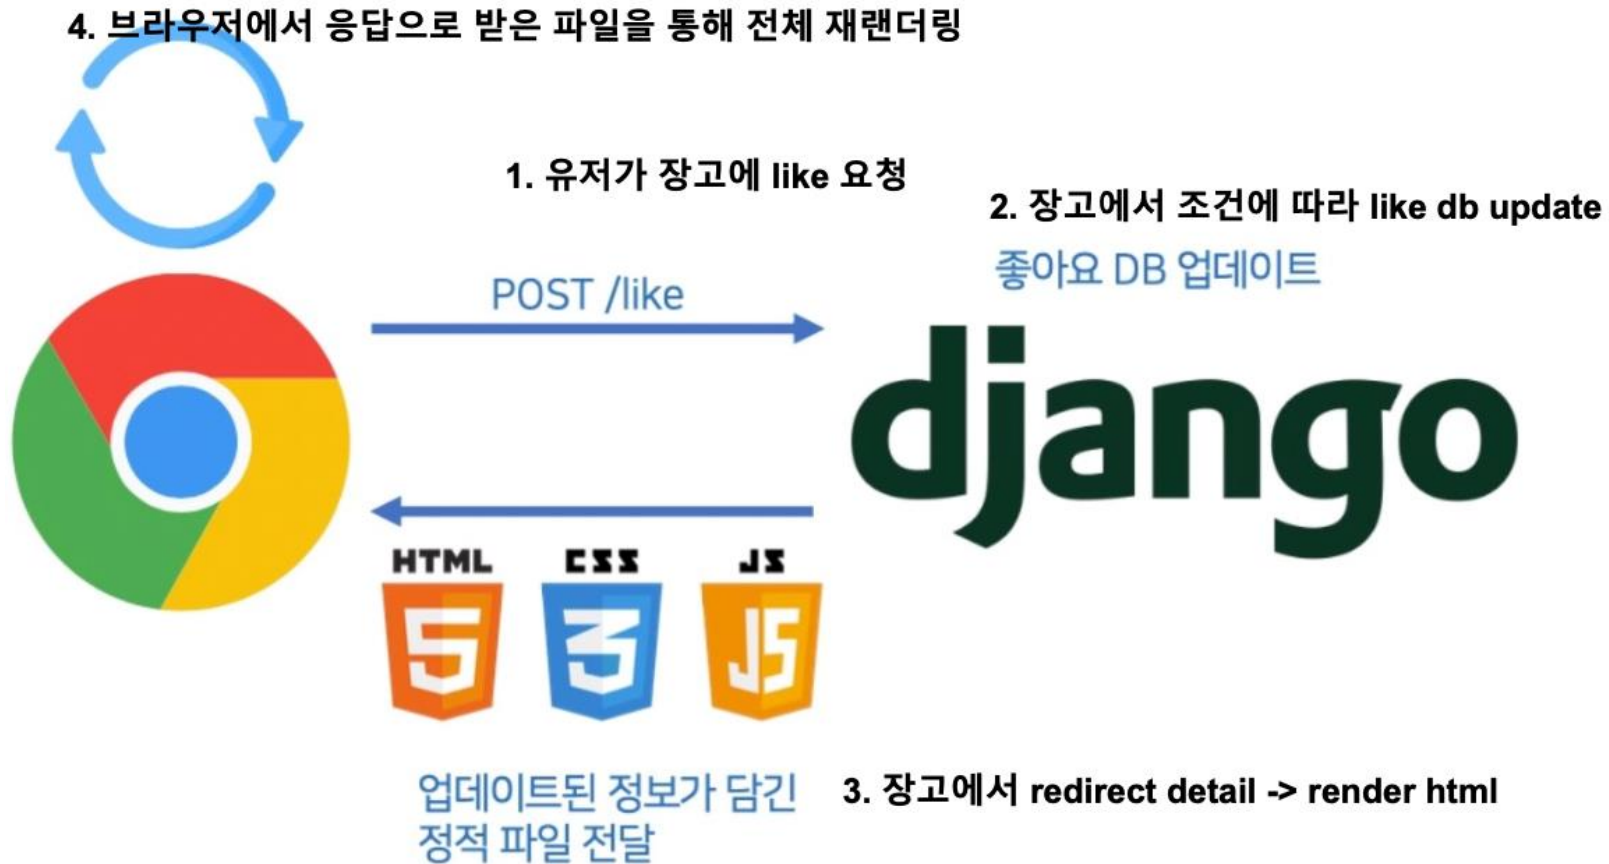 4. 브라우저에서 응답으로 받은 파일을 통해 전체 재랜더링
1. 유저가 장고에 like 요청
2. 장고에서 조건에 따라 like db update
좋아요 DB 업데이트
POST /like
django
HTML CSS JS
5 3 JS
업데이트된 정보가 담긴
정적 파일 전달
3. 장고에서 redirect detail -> render html